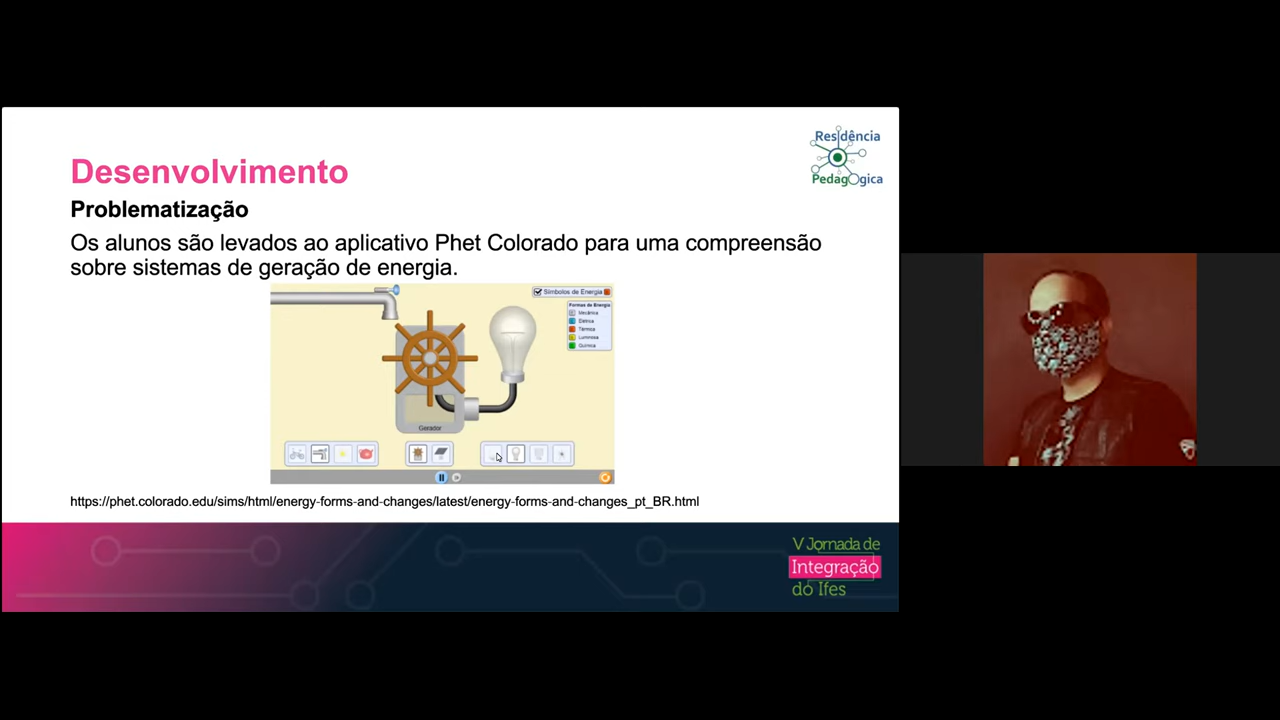 Residência
Pedagógica
Desenvolvimento
Problematização
Os alunos são levados ao aplicativo Phet Colorado para uma compreensão
sobre sistemas de geração de energia.
Símbolos de Energia
Formas de Energia
Mecânica
Elétrica
Térmica
Luminosa
Química
Gerador
https://phet.colorado.edu/sims/html/energy-forms-and-changes/latest/energy-forms-and-changes_pt_BR.html
V Jornada de
Integração
do Ifes